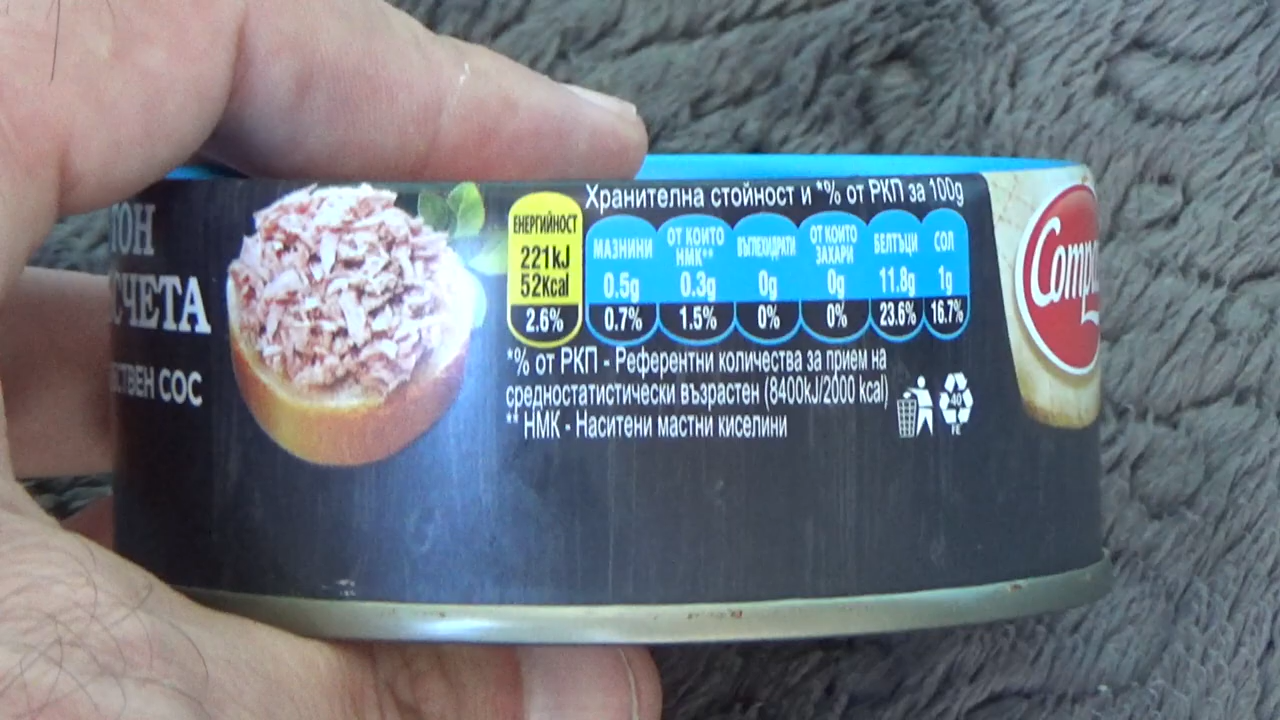 ТОН
ЕНЕРГИЙНОСТ
221kJ
52kcal
2.6%
Хранителна стойност и *% от РКП за 100g
МАЗНИНИ
0.5g
0.7%
ОТ КОИТО
НМК**
0.3g
1.5%
ВЪГЛЕХИДРАТИ
0g
0%
ОТ КОИТО
ЗАХАРИ
0g
0%
БЕЛТЪЦИ
11.8g
23.6%
СОЛ
1g
16.7%
*% от РКП - Референтни количества за прием на
средностатистически възрастен (8400kJ/2000 kcal)
** НМК - Наситени мастни киселини
40
FE
СОС